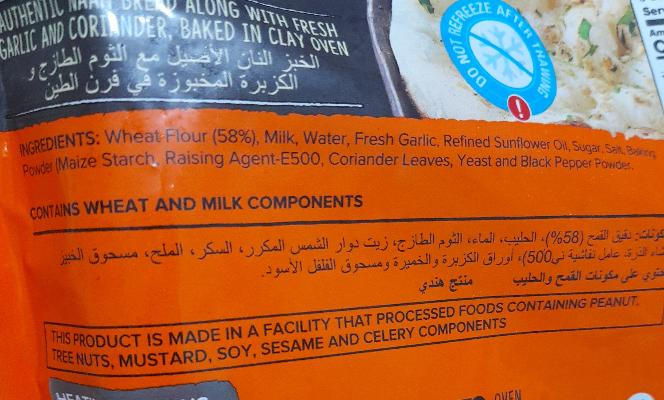 AUTHENTIC NAAN BREAD ALONG WITH FRESH
GARLIC AND CORIANDER, BAKED IN CLAY OVEN
الخبز النان الأصيل مع الثوم الطازج و
الكزبرة المخبوزة في فرن الطين
DO NOT REFREEZE AFTER THAWING
INGREDIENTS: Wheat Flour (58%), Milk, Water, Fresh Garlic, Refined Sunflower Oil, Sugar, Salt, Baking
Powder (Maize Starch, Raising Agent-E500, Coriander Leaves, Yeast and Black Pepper Powder.
CONTAINS WHEAT AND MILK COMPONENTS
دقيق القمح (58%)، الحليب، الماء، الثوم الطازج، زيت دوار الشمس المكرر، السكر، الملح، مسحوق الخبيز
الذرة، عامل نفاشية ئي500)، أوراق الكزبرة والخميرة ومسحوق الفلفل الأسود.
على مكونات القمح والحليب منتج هندي
THIS PRODUCT IS MADE IN A FACILITY THAT PROCESSED FOODS CONTAINING PEANUT,
TREE NUTS, MUSTARD, SOY, SESAME AND CELERY COMPONENTS
OVEN